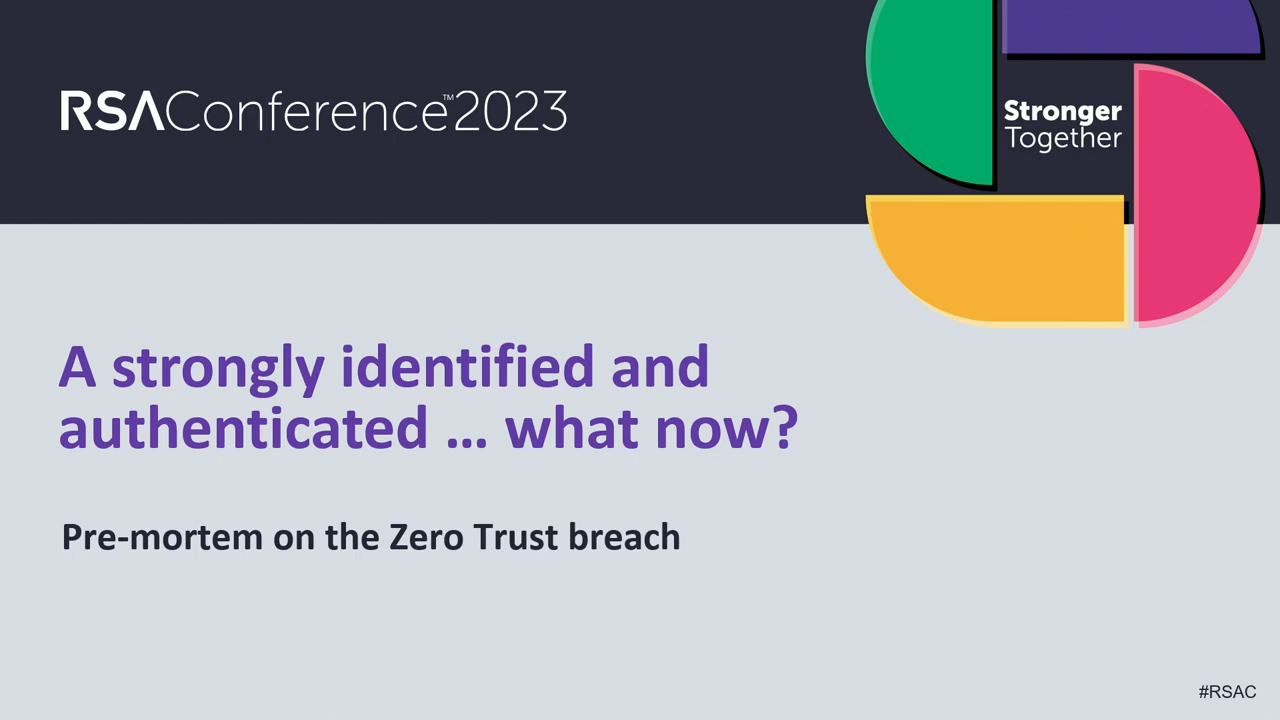 RSAConference™2023
Stronger
Together
A strongly identified and
authenticated … what now?
Pre-mortem on the Zero Trust breach
#RSAC